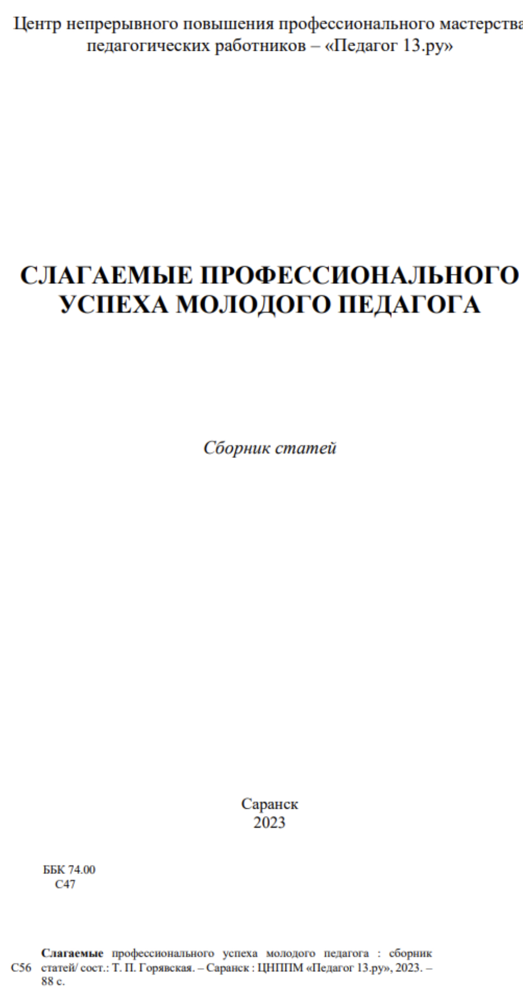 Центр непрерывного повышения профессионального мастерства
педагогических работников – «Педагог 13.ру»
СЛАГАЕМЫЕ ПРОФЕССИОНАЛЬНОГО
УСПЕХА МОЛОДОГО ПЕДАГОГА
Сборник статей
Саранск
2023
ББК 74.00
С47
Слагаемые профессионального успеха молодого педагога : сборник
С56 статей/ сост.: Т. П. Горявская. – Саранск : ЦНППМ «Педагог 13.ру», 2023. –
88 с.